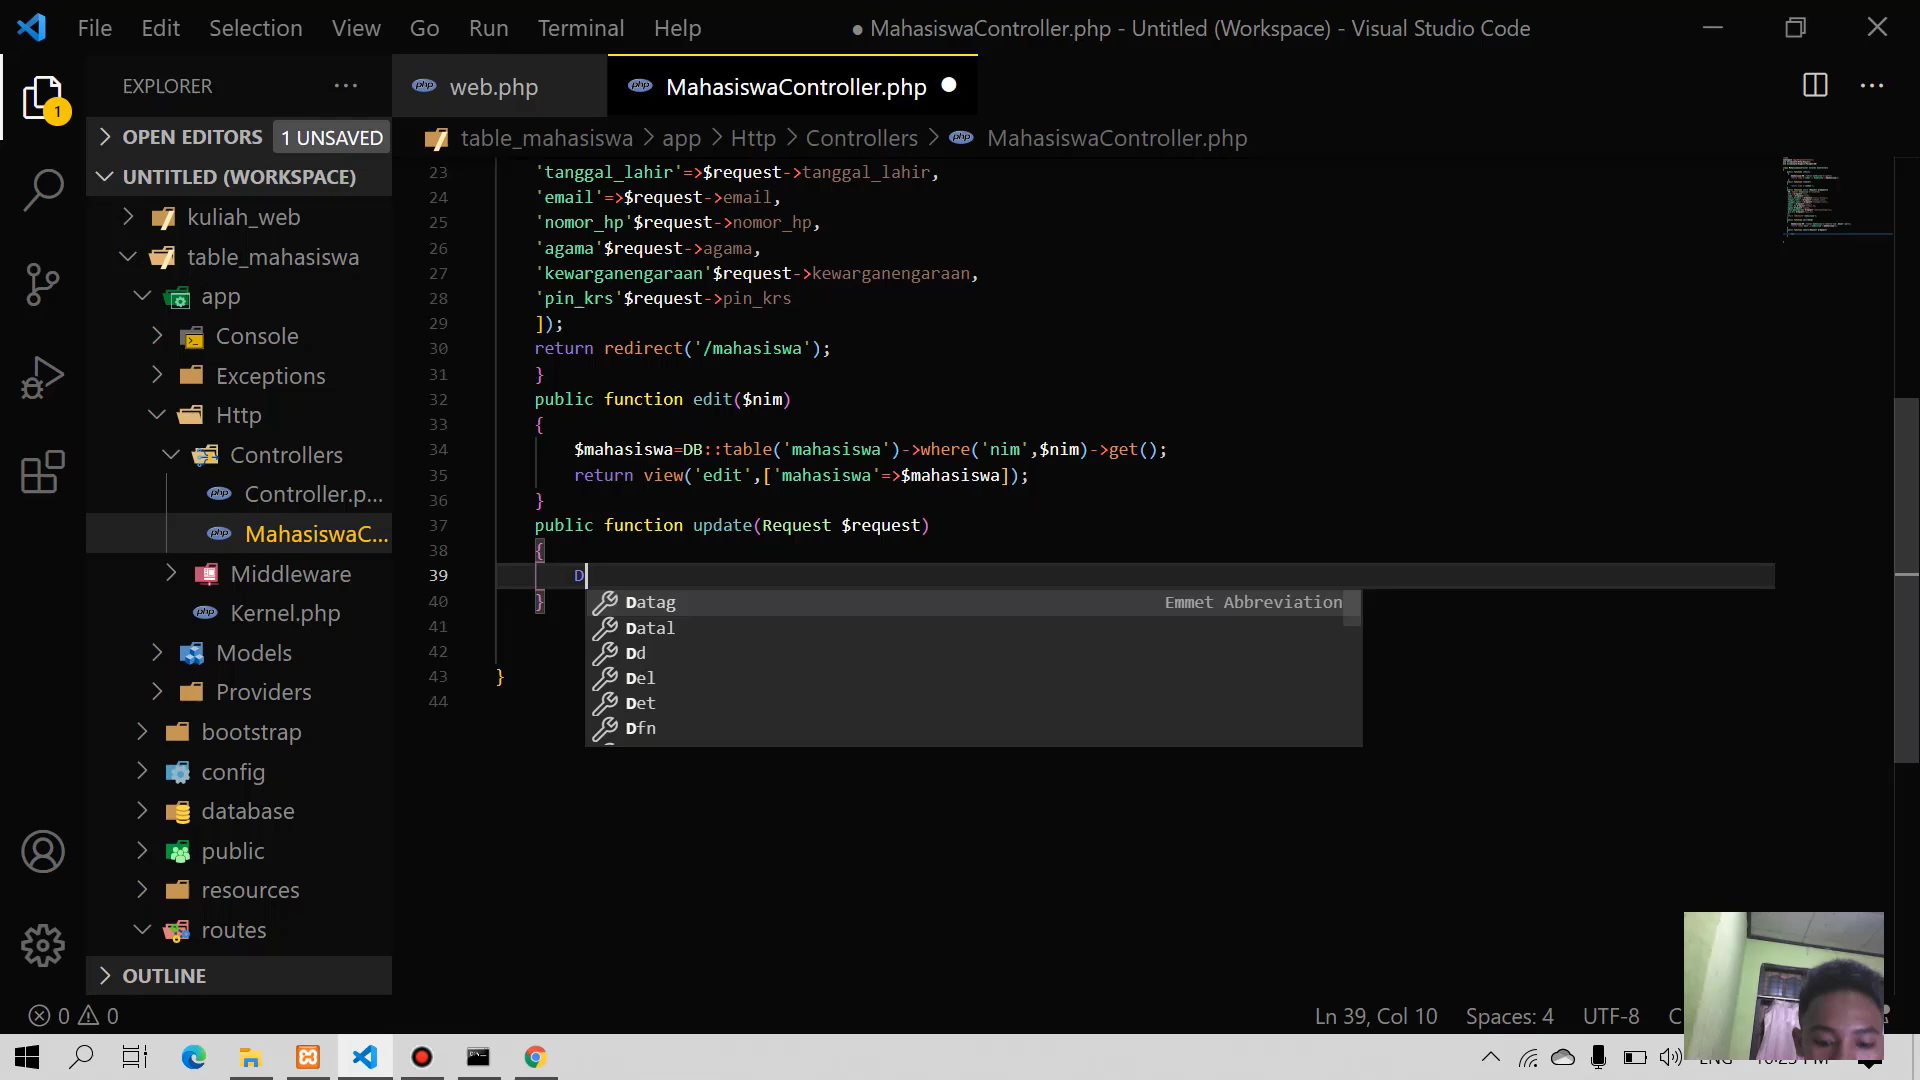 File Edit Selection View Go Run Terminal Help
● MahasiswaController.php - Untitled (Workspace) - Visual Studio Code
EXPLORER
1
OPEN EDITORS 1 UNSAVED
UNTITLED (WORKSPACE)
kuliah_web
table_mahasiswa
app
Console
Exceptions
Http
Controllers
Controller.p...
MahasiswaC...
Middleware
Kernel.php
Models
Providers
bootstrap
config
database
public
resources
routes
OUTLINE
web.php
MahasiswaController.php
table_mahasiswa > app > Http > Controllers > MahasiswaController.php
23 'tanggal_lahir'=>$request->tanggal_lahir,
24 'email'=>$request->email,
25 'nomor_hp'$request->nomor_hp,
26 'agama'$request->agama,
27 'kewarganengaraan'$request->kewarganengaraan,
28 'pin_krs'$request->pin_krs
29 ]);
30 return redirect('/mahasiswa');
31 }
32 public function edit($nim)
33 {
34 $mahasiswa=DB::table('mahasiswa')->where('nim',$nim)->get();
35 return view('edit',['mahasiswa'=>$mahasiswa]);
36 }
37 public function update(Request $request)
38 {
39 D
40 }
41
42
43 }
44
Datag Emmet Abbreviation
Datal
Dd
Del
Det
Dfn
0 0
Ln 39, Col 10 Spaces: 4 UTF-8